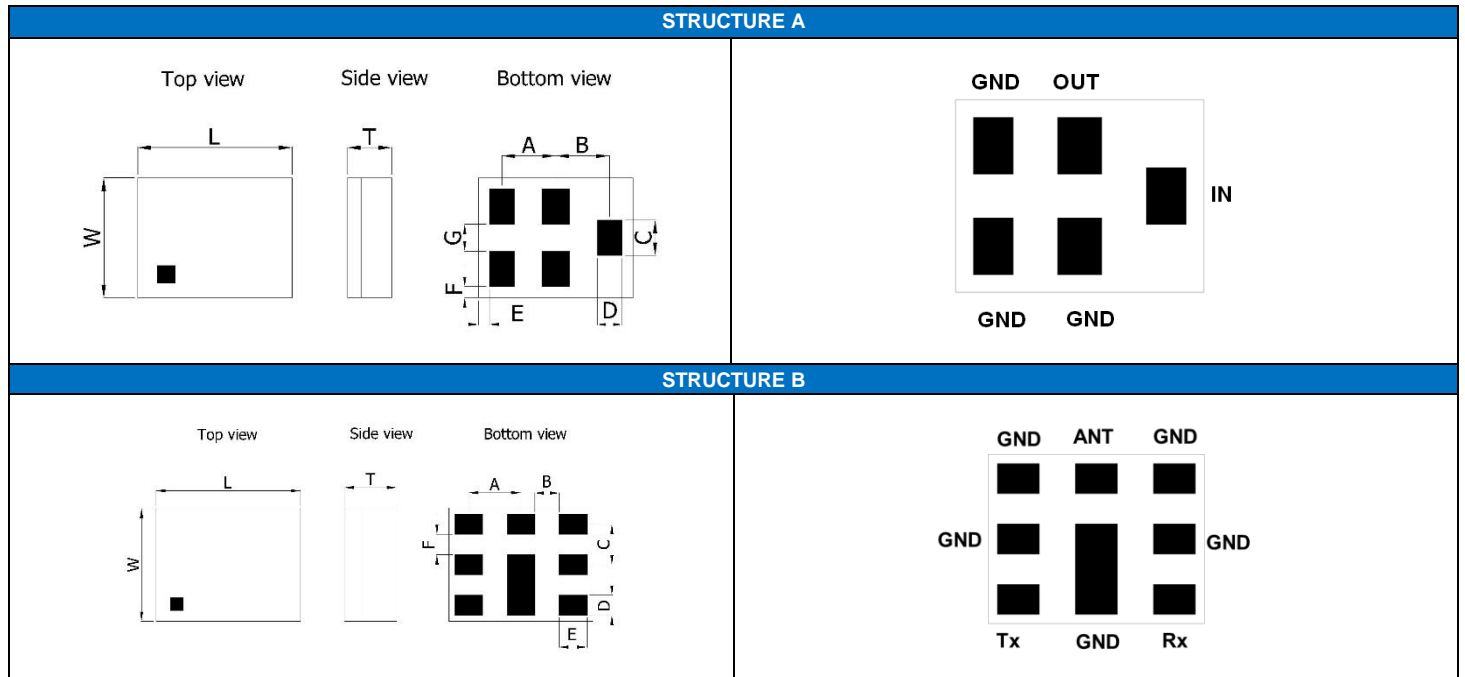 STRUCTURE A
Top view Side view Bottom view
L
T
W
A B
G
F
E
D
C
GND OUT
IN
GND GND
STRUCTURE B
Top view Side view Bottom view
L
T
W
A B
F
C
D
E
GND ANT GND
GND GND
Tx GND Rx